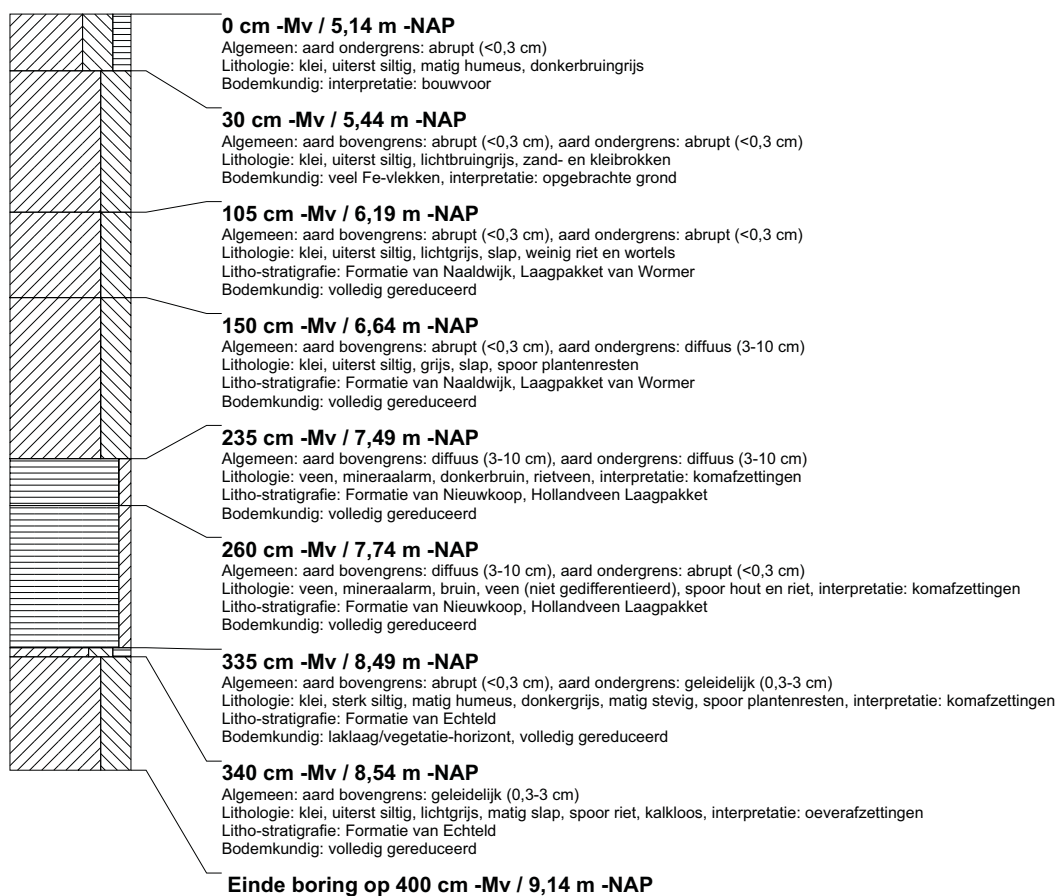 0 cm -Mv / 5,14 m -NAP
Algemeen: aard ondergrens: abrupt (<0,3 cm)
Lithologie: klei, uiterst siltig, matig humeus, donkerbruingrijs
Bodemkundig: interpretatie: bouwvoor
30 cm -Mv / 5,44 m -NAP
Algemeen: aard bovengrens: abrupt (<0,3 cm), aard ondergrens: abrupt (<0,3 cm)
Lithologie: klei, uiterst siltig, lichtbruingrijs, zand- en kleibrokken
Bodemkundig: veel Fe-vlekken, interpretatie: opgebrachte grond
105 cm -Mv / 6,19 m -NAP
Algemeen: aard bovengrens: abrupt (<0,3 cm), aard ondergrens: abrupt (<0,3 cm)
Lithologie: klei, uiterst siltig, lichtgrijs, slap, weinig riet en wortels
Litho-stratigrafie: Formatie van Naaldwijk, Laagpakket van Wormer
Bodemkundig: volledig gereduceerd
150 cm -Mv / 6,64 m -NAP
Algemeen: aard bovengrens: abrupt (<0,3 cm), aard ondergrens: diffuus (3-10 cm)
Lithologie: klei, uiterst siltig, grijs, slap, spoor plantenresten
Litho-stratigrafie: Formatie van Naaldwijk, Laagpakket van Wormer
Bodemkundig: volledig gereduceerd
235 cm -Mv / 7,49 m -NAP
Algemeen: aard bovengrens: diffuus (3-10 cm), aard ondergrens: diffuus (3-10 cm)
Lithologie: veen, mineraalarm, donkerbruin, rietveen, interpretatie: komafzettingen
Litho-stratigrafie: Formatie van Nieuwkoop, Hollandveen Laagpakket
Bodemkundig: volledig gereduceerd
260 cm -Mv / 7,74 m -NAP
Algemeen: aard bovengrens: diffuus (3-10 cm), aard ondergrens: abrupt (<0,3 cm)
Lithologie: veen, mineraalarm, bruin, veen (niet gedifferentieerd), spoor hout en riet, interpretatie: komafzettingen
Litho-stratigrafie: Formatie van Nieuwkoop, Hollandveen Laagpakket
Bodemkundig: volledig gereduceerd
335 cm -Mv / 8,49 m -NAP
Algemeen: aard bovengrens: abrupt (<0,3 cm), aard ondergrens: geleidelijk (0,3-3 cm)
Lithologie: klei, sterk siltig, matig humeus, donkergrijs, matig stevig, spoor plantenresten, interpretatie: komafzettingen
Litho-stratigrafie: Formatie van Echteld
Bodemkundig: laklaag/vegetatie-horizont, volledig gereduceerd
340 cm -Mv / 8,54 m -NAP
Algemeen: aard bovengrens: geleidelijk (0,3-3 cm)
Lithologie: klei, uiterst siltig, lichtgrijs, matig slap, spoor riet, kalkloos, interpretatie: oeverafzettingen
Litho-stratigrafie: Formatie van Echteld
Bodemkundig: volledig gereduceerd
Einde boring op 400 cm -Mv / 9,14 m -NAP